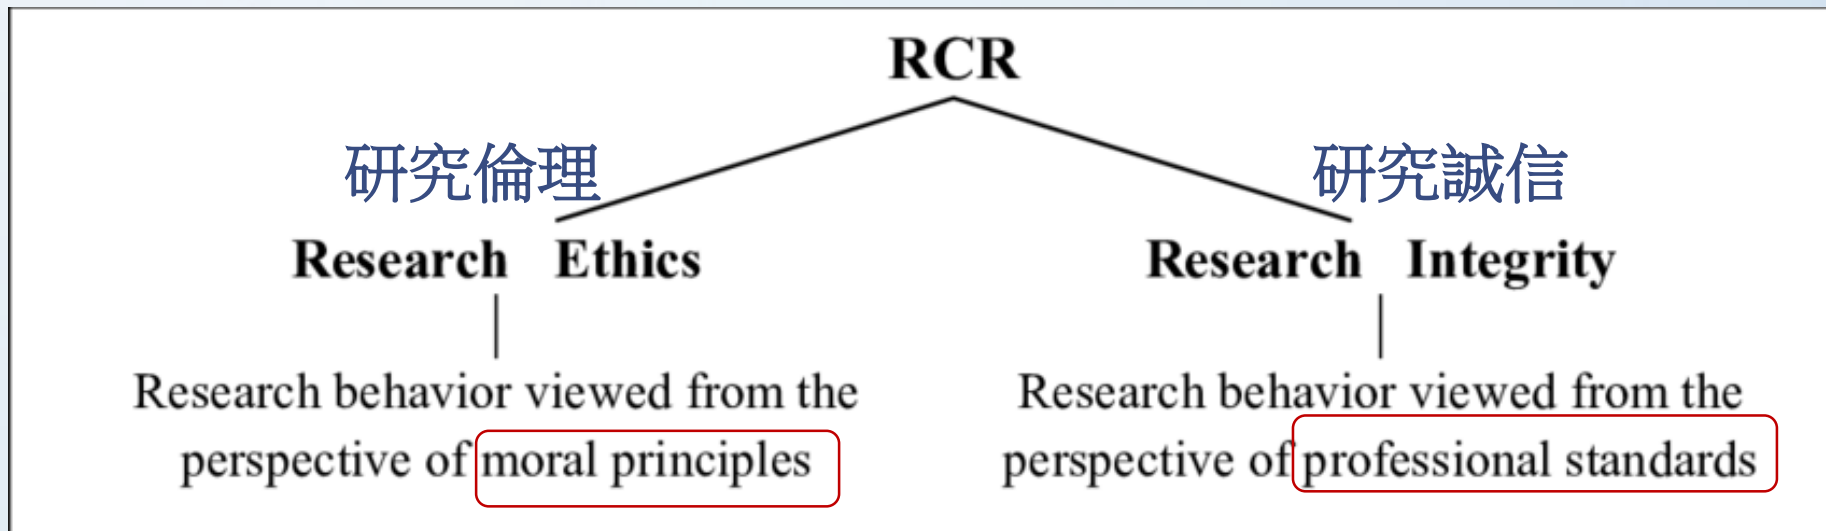 RCR
研究倫理
研究誠信
Research Ethics
Research Integrity
Research behavior viewed from the
perspective of moral principles
Research behavior viewed from the
perspective of professional standards